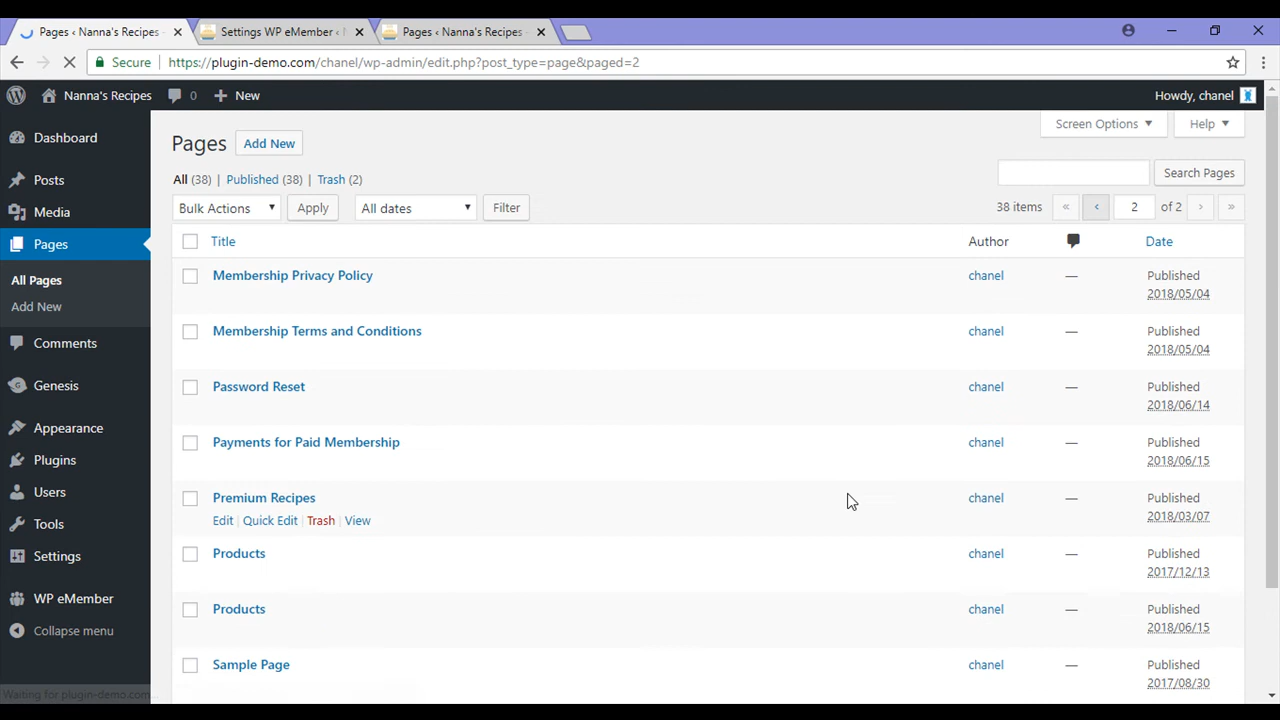 Pages ‹ Nanna's Recipes
Settings WP eMember ‹
Pages ‹ Nanna's Recipes
Secure
https://plugin-demo.com/chanel/wp-admin/edit.php?post_type=page&paged=2
Nanna's Recipes
0
New
Howdy, chanel
Dashboard
Posts
Media
Pages
All Pages
Add New
Comments
Genesis
Appearance
Plugins
Users
Tools
Settings
WP eMember
Collapse menu
Waiting for plugin-demo.com...
Screen Options
Help
Pages
Add New
All (38) | Published (38) | Trash (2)
Search Pages
Bulk Actions
Apply
All dates
Filter
38 items
«
‹
2
of 2
›
»
Title
Author
Date
Membership Privacy Policy
chanel
—
Published
2018/05/04
Membership Terms and Conditions
chanel
—
Published
2018/05/04
Password Reset
chanel
—
Published
2018/06/14
Payments for Paid Membership
chanel
—
Published
2018/06/15
Premium Recipes
Edit | Quick Edit | Trash | View
chanel
—
Published
2018/03/07
Products
chanel
—
Published
2017/12/13
Products
chanel
—
Published
2018/06/15
Sample Page
chanel
—
Published
2017/08/30